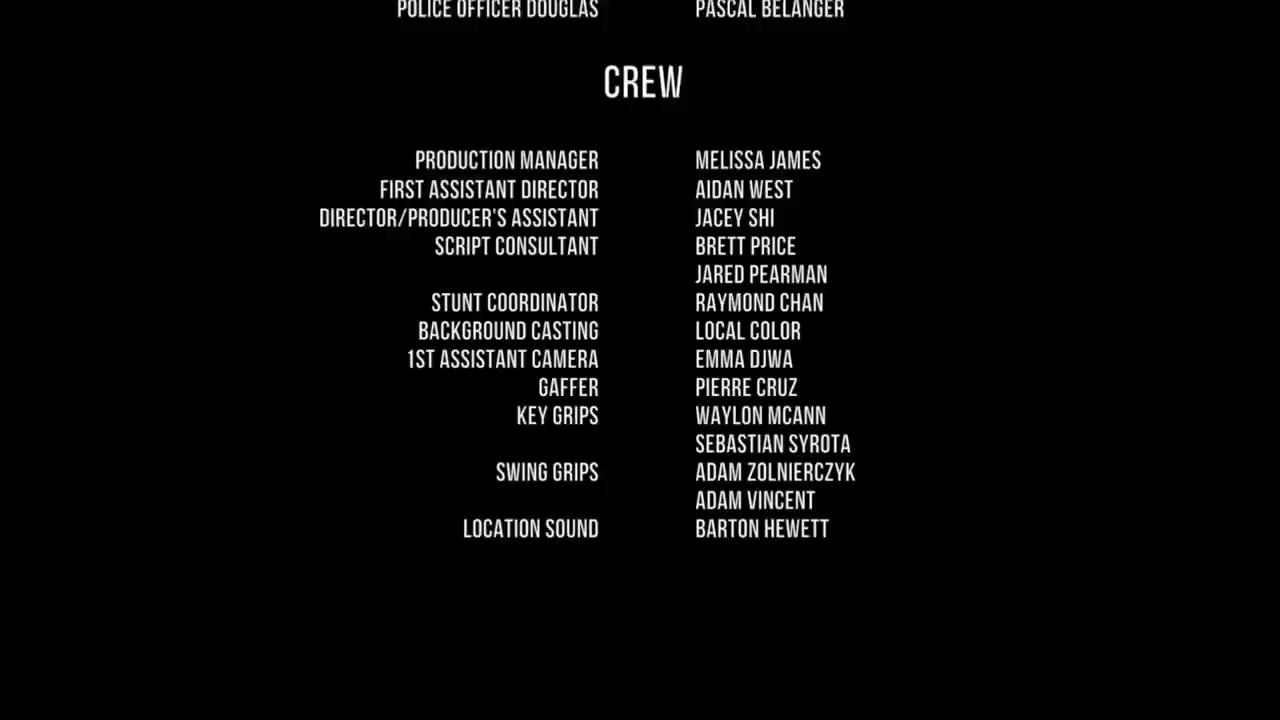 POLICE OFFICER DOUGLAS PASCAL BELANGER
CREW
PRODUCTION MANAGER MELISSA JAMES
FIRST ASSISTANT DIRECTOR AIDAN WEST
DIRECTOR/PRODUCER'S ASSISTANT JACEY SHI
SCRIPT CONSULTANT BRETT PRICE
JARED PEARMAN
STUNT COORDINATOR RAYMOND CHAN
BACKGROUND CASTING LOCAL COLOR
1ST ASSISTANT CAMERA EMMA DJWA
GAFFER PIERRE CRUZ
KEY GRIPS WAYLON MCANN
SEBASTIAN SYROTA
SWING GRIPS ADAM ZOLNIERCZYK
ADAM VINCENT
LOCATION SOUND BARTON HEWETT